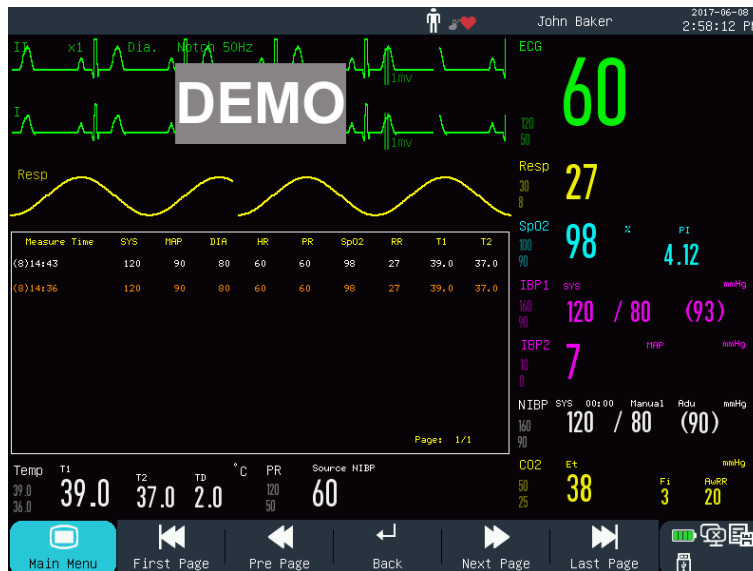 John Baker
2017-06-08
2:58:12 P
II x1 Dia. Notch 50Hz
1mv
DEMO
I
1mv
ECG
60
120
50
Resp
Resp
30
8
27
SpO2
100
90
98 %
PI
4.12
Measure Time SYS MAP DIA HR PR SpO2 RR T1 T2
(8)14:43 120 90 80 60 60 98 27 39.0 37.0
(8)14:36 120 90 80 60 60 98 27 39.0 37.0
Page: 1/1
IBP1 SYS mmHg
160
90
120 / 80 (93)
IBP2 MAP mmHg
10
0
7
NIBP SYS 00:00 Manual Adu mmHg
160
90
120 / 80 (90)
Temp T1 T2 TD °C
39.0
36.0
39.0 37.0 2.0
PR Source NIBP
120
50
60
CO2 Et mmHg
50
25
38
Fi AwRR
3 20
Main Menu First Page Pre Page Back Next Page Last Page